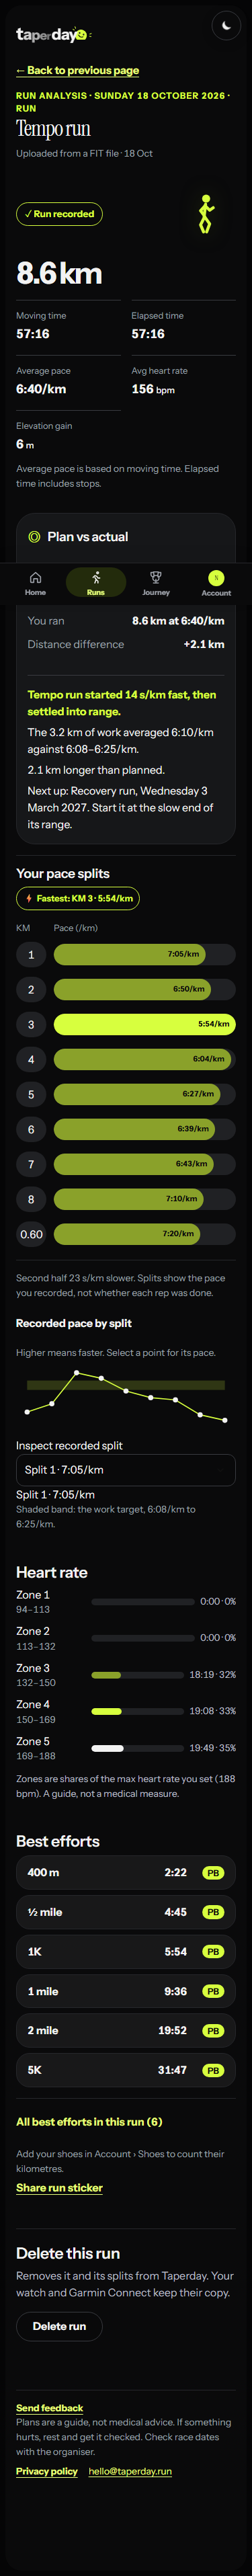 taperday
← Back to previous page
RUN ANALYSIS · SUNDAY 18 OCTOBER 2026 ·
RUN
Tempo run
Uploaded from a FIT file · 18 Oct
✓ Run recorded
8.6 km
Moving time
57:16
Elapsed time
57:16
Average pace
6:40/km
Avg heart rate
156 bpm
Elevation gain
6 m
Average pace is based on moving time. Elapsed
time includes stops.
Plan vs actual
Home
Runs
Journey
N
Account
You ran 8.6 km at 6:40/km
Distance difference +2.1 km
Tempo run started 14 s/km fast, then
settled into range.
The 3.2 km of work averaged 6:10/km
against 6:08–6:25/km.
2.1 km longer than planned.
Next up: Recovery run, Wednesday 3
March 2027. Start it at the slow end of
its range.
Your pace splits
Fastest: KM 3 · 5:54/km
KM Pace (/km)
1 7:05/km
2 6:50/km
3 5:54/km
4 6:04/km
5 6:27/km
6 6:39/km
7 6:43/km
8 7:10/km
0.60 7:20/km
Second half 23 s/km slower. Splits show the pace
you recorded, not whether each rep was done.
Recorded pace by split
Higher means faster. Select a point for its pace.
Inspect recorded split
Split 1 · 7:05/km
Split 1 · 7:05/km
Shaded band: the work target, 6:08/km to
6:25/km.
Heart rate
Zone 1
94–113
0:00 · 0%
Zone 2
113–132
0:00 · 0%
Zone 3
132–150
18:19 · 32%
Zone 4
150–169
19:08 · 33%
Zone 5
169–188
19:49 · 35%
Zones are shares of the max heart rate you set (188
bpm). A guide, not a medical measure.
Best efforts
400 m 2:22 PB
½ mile 4:45 PB
1K 5:54 PB
1 mile 9:36 PB
2 mile 19:52 PB
5K 31:47 PB
All best efforts in this run (6)
Add your shoes in Account › Shoes to count their
kilometres.
Share run sticker
Delete this run
Removes it and its splits from Taperday. Your
watch and Garmin Connect keep their copy.
Delete run
Send feedback
Plans are a guide, not medical advice. If something
hurts, rest and get it checked. Check race dates
with the organiser.
Privacy policy hello@taperday.run